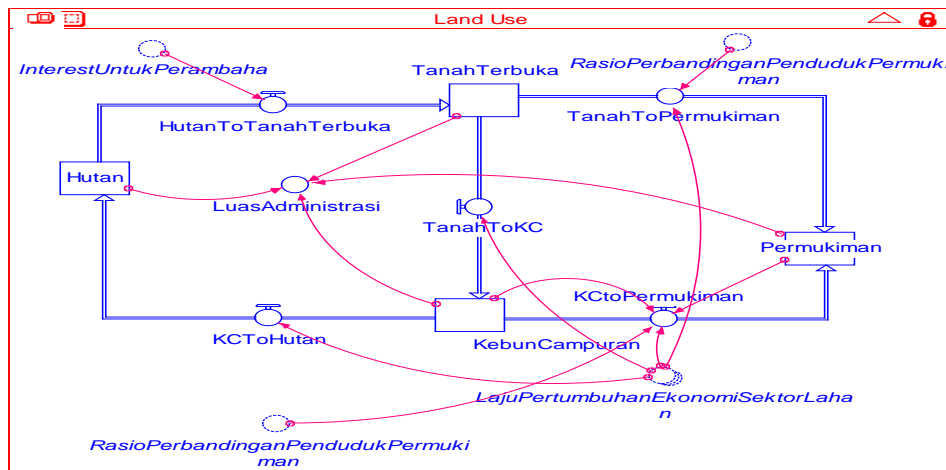 Land Use
InterestUntukPerambaha
TanahTerbuka
RasioPerbandinganPendudukPermuki
man
HutanToTanahTerbuka
TanahToPermukiman
Hutan
LuasAdministrasi
TanahToKC
Permukiman
KCtoPermukiman
KCToHutan
KebunCampuran
LajuPertumbuhanEkonomiSektorLaha
n
RasioPerbandinganPendudukPermuki
man